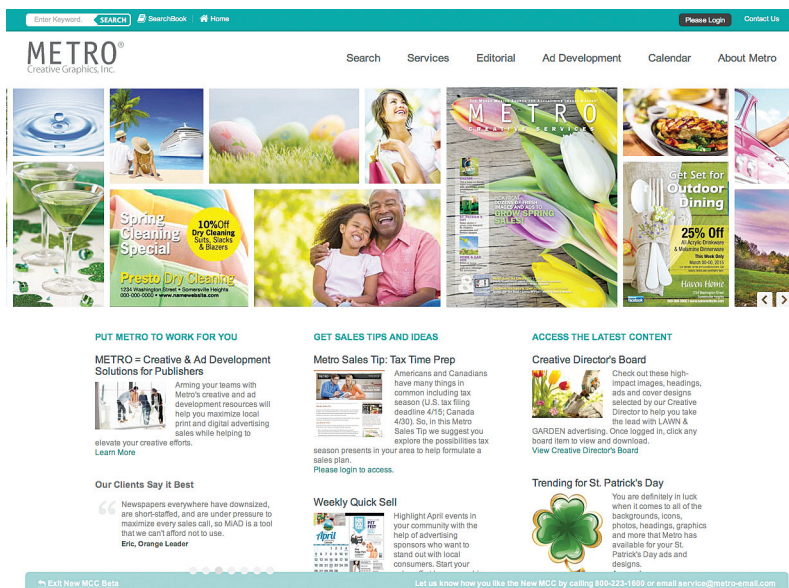 Enter Keyword.
SEARCH
SearchBook
Home
Please Login
Contact Us
METRO®
Creative Graphics, Inc.
Search
Services
Editorial
Ad Development
Calendar
About Metro
METRO
CREATIVE SERVICES
GROW SPRING
SALES!
Spring
Cleaning
Special
10% Off
Dry Cleaning
Suits, Slacks
& Blazers
Presto Dry Cleaning
1234 Washington Street • Somersville Heights
000-000-0000 • www.namewebsite.com
Get Set for
Outdoor
Dining
25% Off
All Acrylic Drinkware
& Melamine Dinnerware
This Week Only
March 00-00, 2015
Haven Home
PUT METRO TO WORK FOR YOU
METRO = Creative & Ad Development
Solutions for Publishers
Arming your teams with
Metro's creative and ad
development resources will
help you maximize local
print and digital advertising
sales while helping to
elevate your creative efforts.
Learn More
Our Clients Say it Best
Newspapers everywhere have downsized,
are short-staffed, and are under pressure to
maximize every sales call, so MiAD is a tool
that we can't afford not to use.
Eric, Orange Leader
GET SALES TIPS AND IDEAS
Metro Sales Tip: Tax Time Prep
Americans and Canadians
have many things in
common including tax
season (U.S. tax filing
deadline 4/15; Canada
4/30). So, in this Metro
Sales Tip we suggest you
explore the possibilities tax
season presents in your area to help formulate a
sales plan.
Please login to access.
Weekly Quick Sell
April
Highlight April events in
your community with the
help of advertising
sponsors who want to
stand out with local
consumers. Start your
ACCESS THE LATEST CONTENT
Creative Director's Board
Check out these high-
impact images, headings,
ads and cover designs
selected by our Creative
Director to help you take
the lead with LAWN &
GARDEN advertising. Once logged in, click any
board item to view and download.
View Creative Director's Board
Trending for St. Patrick's Day
You are definitely in luck
when it comes to all of the
backgrounds, icons,
photos, headings, graphics
and more that Metro has
available for your St.
Patrick's Day ads and
designs.
Exit New MCC Beta
Let us know how you like the New MCC by calling 800-223-1600 or email service@metro-email.com